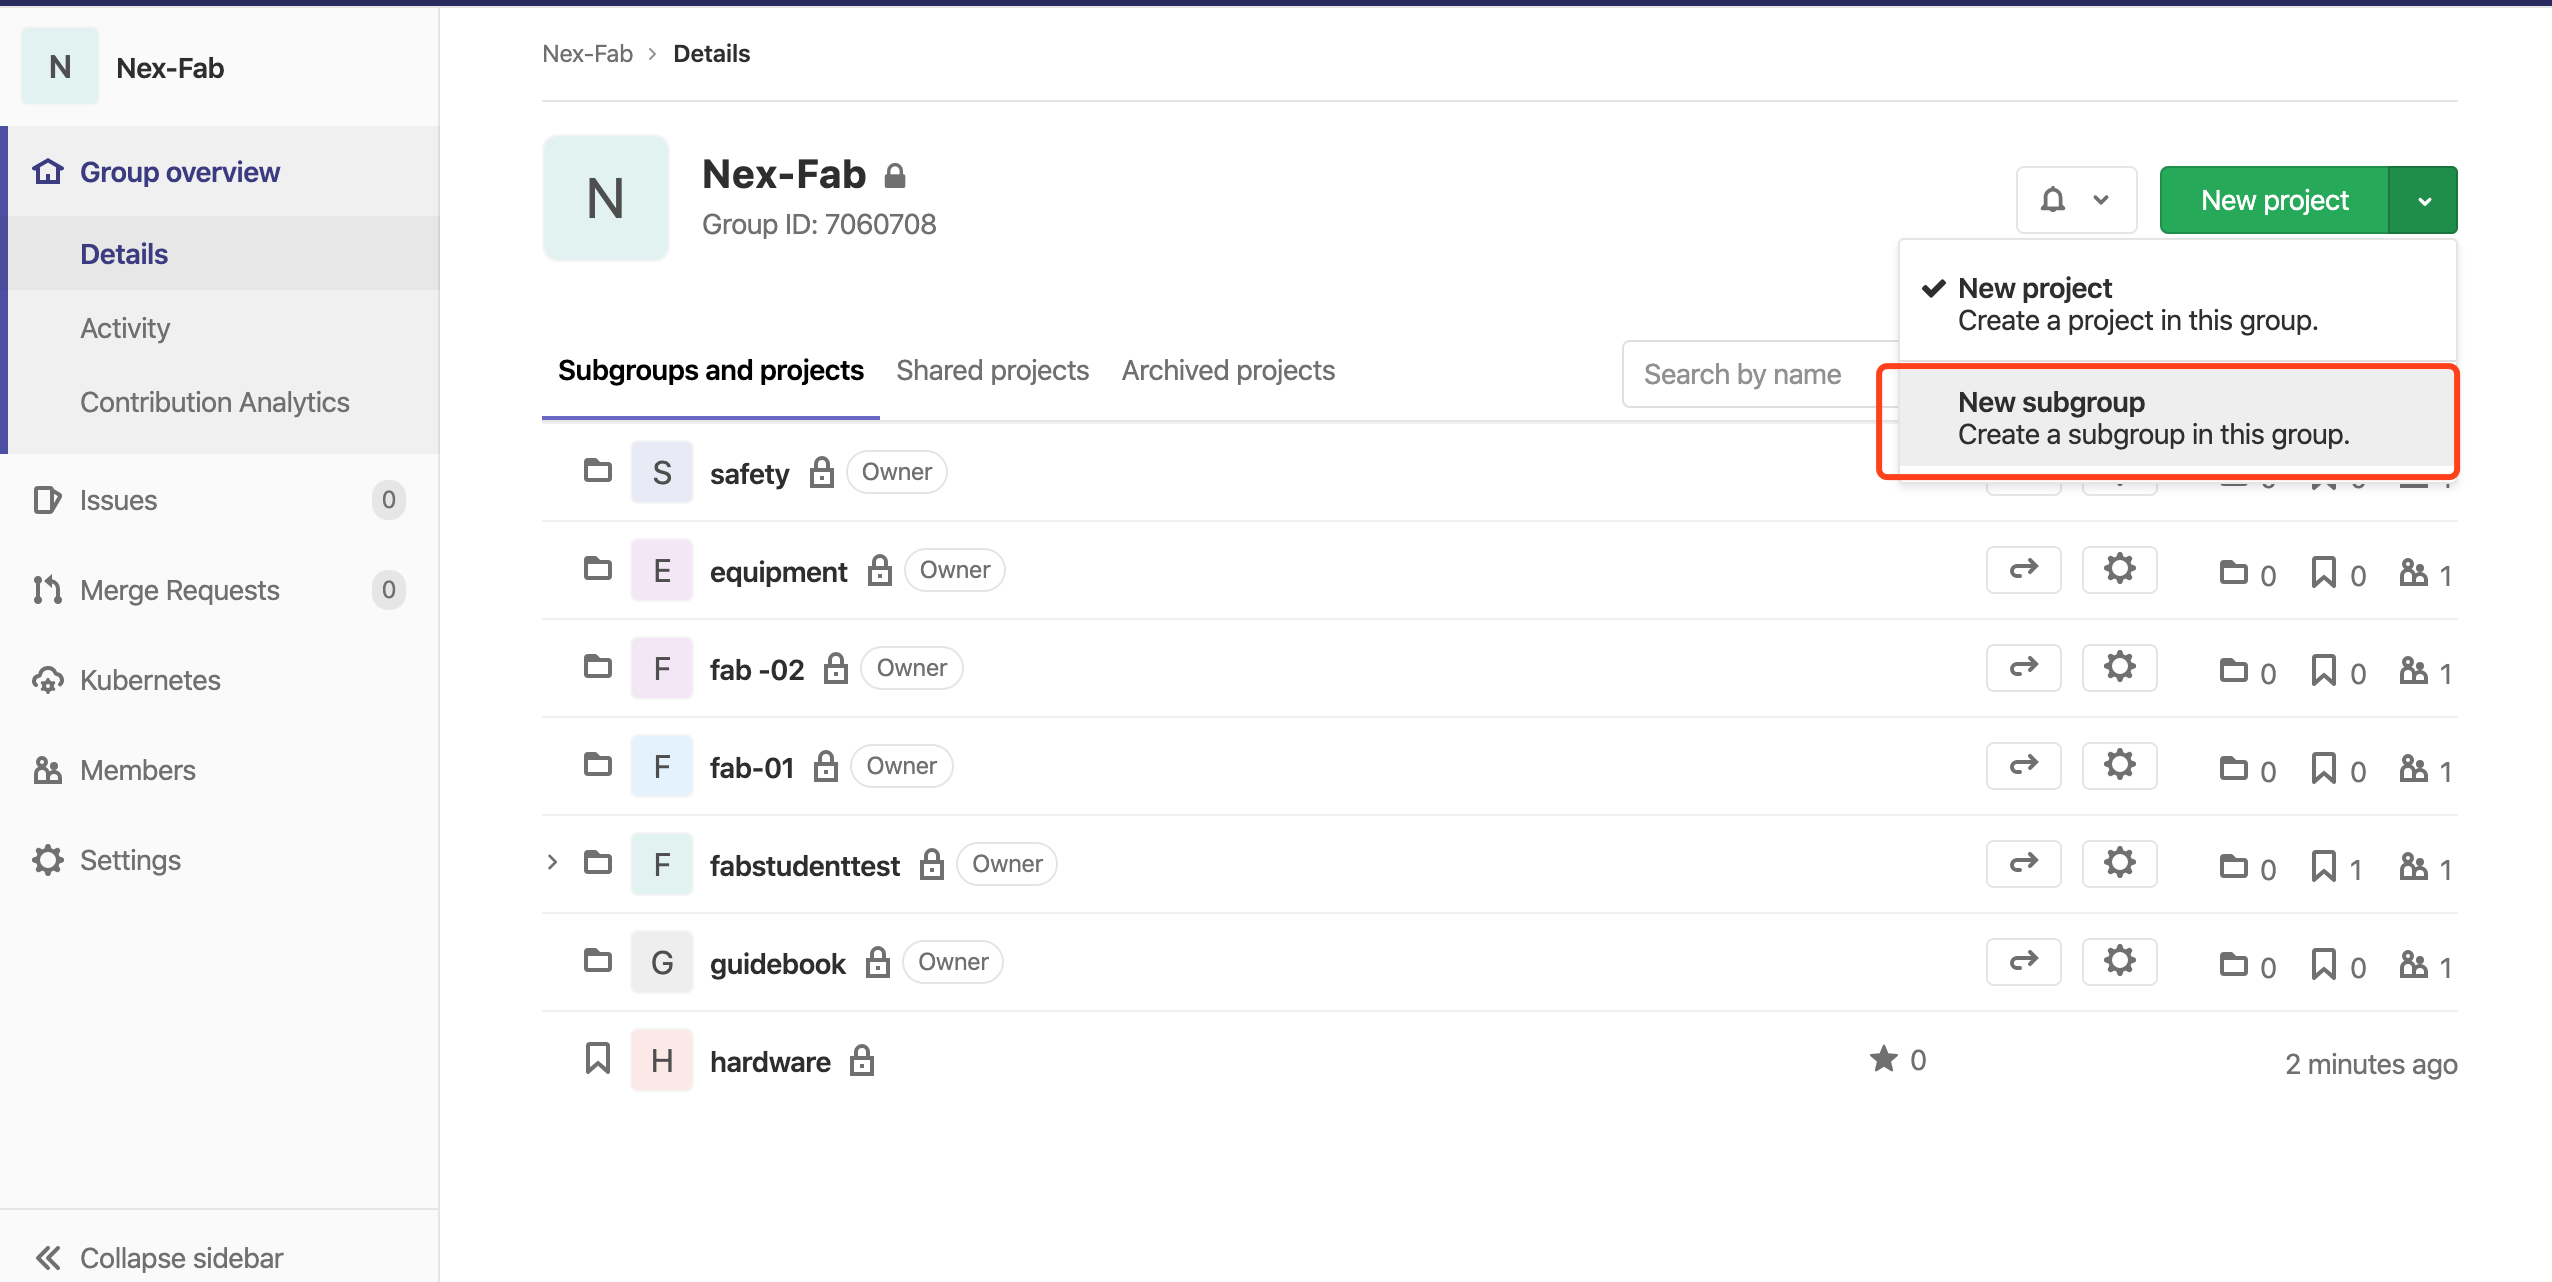 N Nex-Fab
Group overview
Details
Activity
Contribution Analytics
Issues 0
Merge Requests 0
Kubernetes
Members
Settings
Collapse sidebar
Nex-Fab > Details
N
Nex-Fab
Group ID: 7060708
New project
New project
Create a project in this group.
New subgroup
Create a subgroup in this group.
Subgroups and projects Shared projects Archived projects Search by name
S safety Owner
E equipment Owner 0 0 1
F fab -02 Owner 0 0 1
F fab-01 Owner 0 0 1
F fabstudenttest Owner 0 1 1
G guidebook Owner 0 0 1
H hardware 0 2 minutes ago